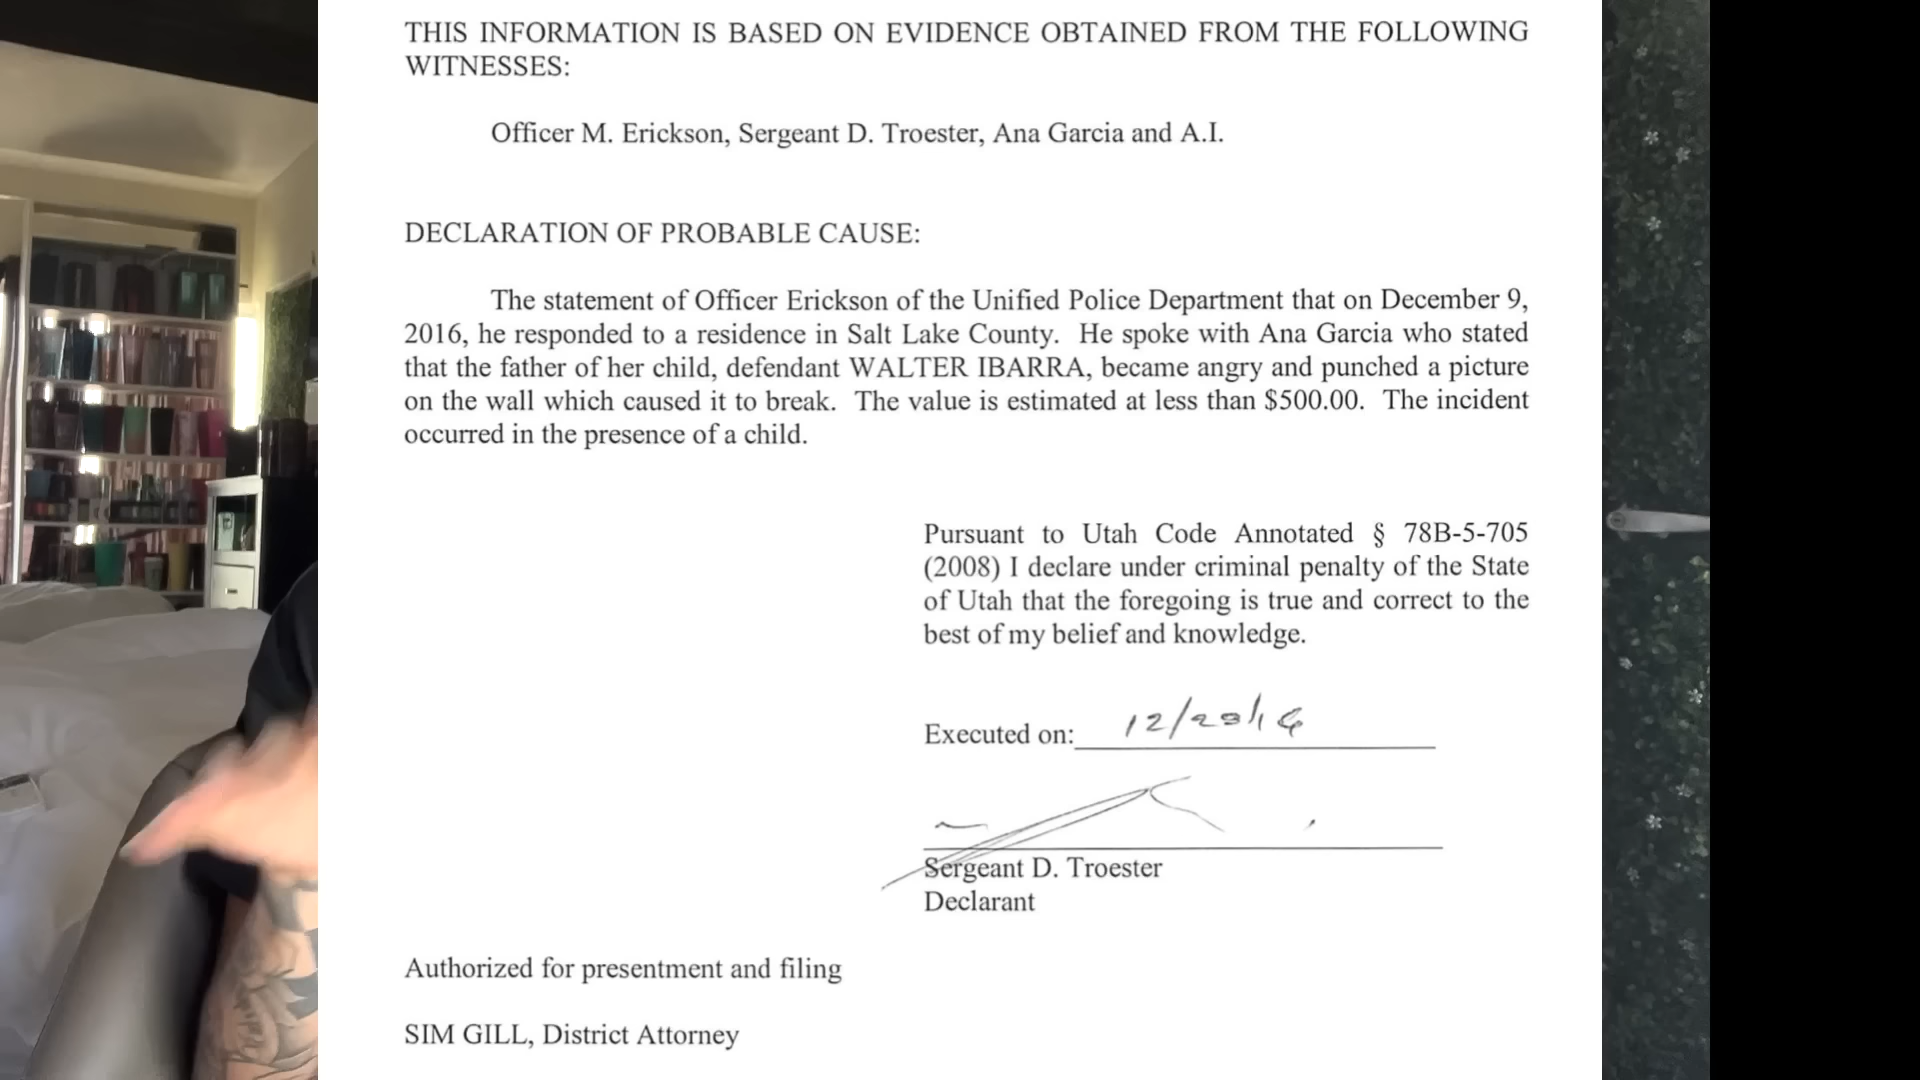 THIS INFORMATION IS BASED ON EVIDENCE OBTAINED FROM THE FOLLOWING
WITNESSES:
Officer M. Erickson, Sergeant D. Troester, Ana Garcia and A.I.
DECLARATION OF PROBABLE CAUSE:
The statement of Officer Erickson of the Unified Police Department that on December 9,
2016, he responded to a residence in Salt Lake County. He spoke with Ana Garcia who stated
that the father of her child, defendant WALTER IBARRA, became angry and punched a picture
on the wall which caused it to break. The value is estimated at less than $500.00. The incident
occurred in the presence of a child.
Pursuant to Utah Code Annotated § 78B-5-705
(2008) I declare under criminal penalty of the State
of Utah that the foregoing is true and correct to the
best of my belief and knowledge.
Executed on:
Sergeant D. Troester
Declarant
Authorized for presentment and filing
SIM GILL, District Attorney